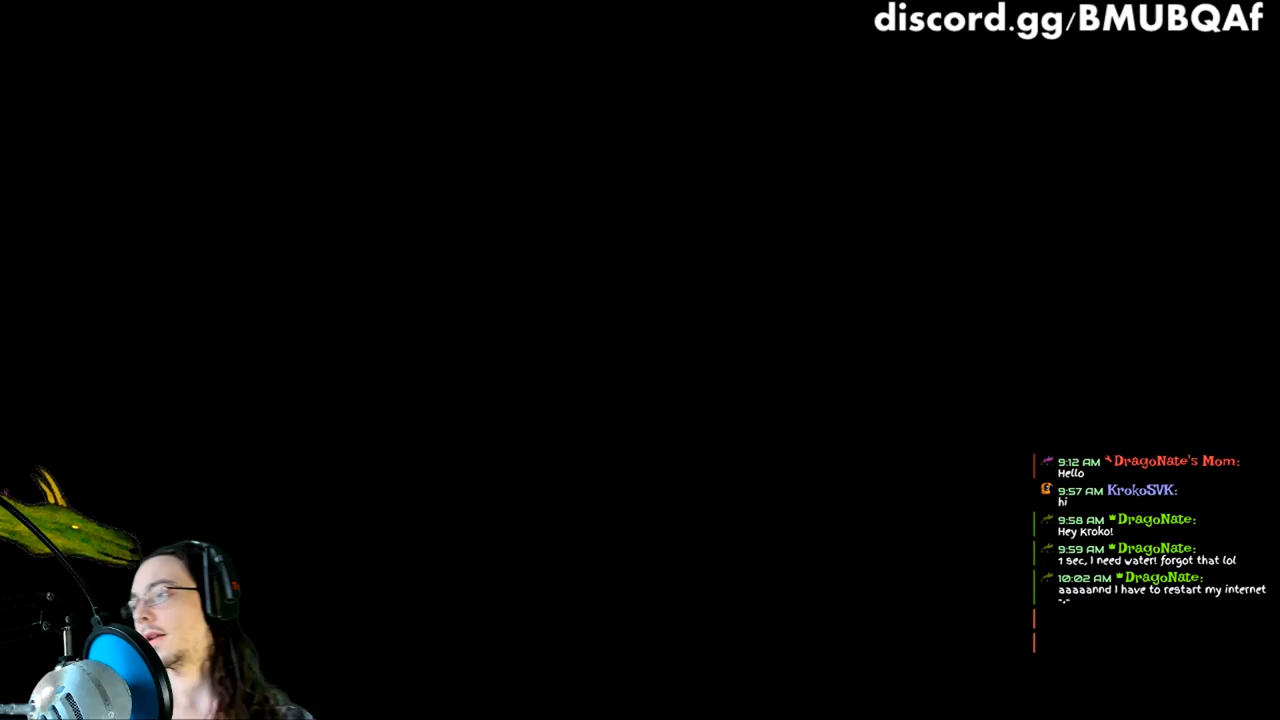 discord.gg/BMUBQAf
9:12 AM DragoNate's Mom:
Hello
9:57 AM KrokoSVK:
hi
9:58 AM DragoNate:
Hey Kroko!
9:59 AM DragoNate:
1 sec, I need water! forgot that lol
10:02 AM DragoNate:
aaaaannd I have to restart my internet
-.-